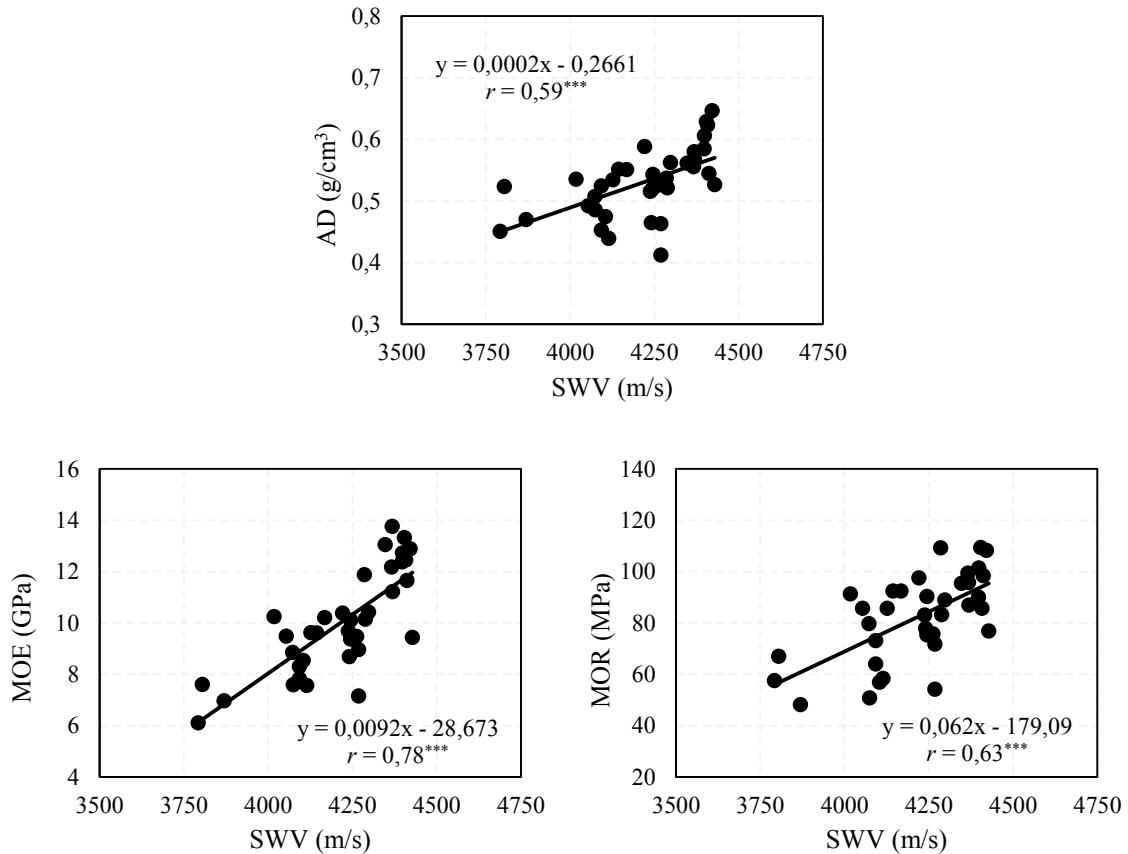 0,8
0,7
0,6
0,5
0,4
0,3
AD (g/cm³)
y = 0,0002x - 0,2661
r = 0,59***
3500 3750 4000 4250 4500 4750
SWV (m/s)
16
14
12
10
8
6
4
MOE (GPa)
y = 0,0092x - 28,673
r = 0,78***
3500 3750 4000 4250 4500 4750
SWV (m/s)
140
120
100
80
60
40
20
MOR (MPa)
y = 0,062x - 179,09
r = 0,63***
3500 3750 4000 4250 4500 4750
SWV (m/s)